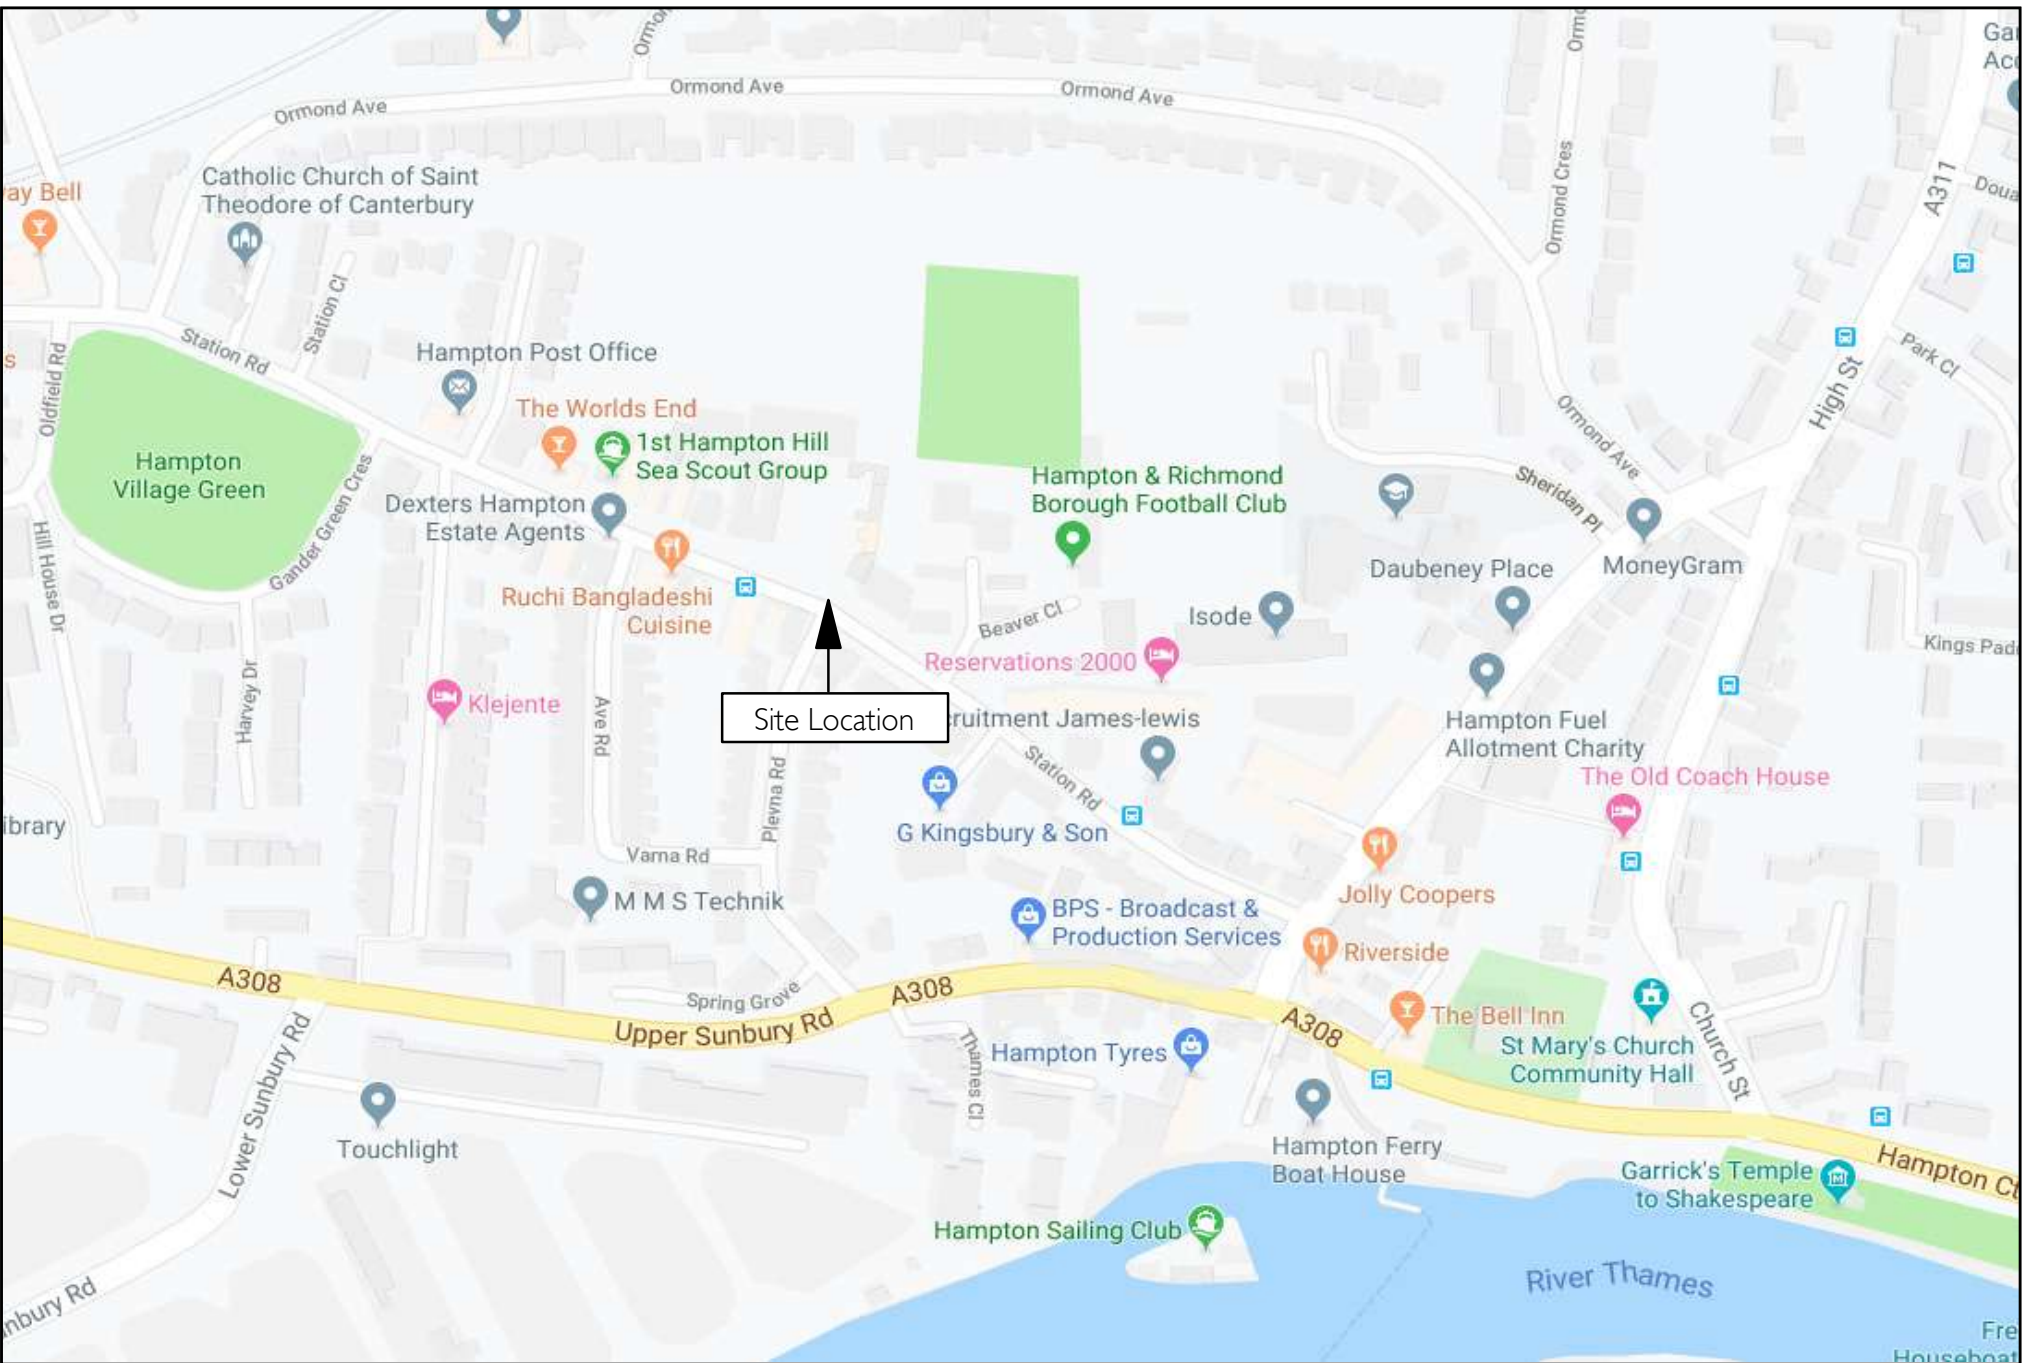 Ormond Ave
Ormond Ave
Ormond Ave
Catholic Church of Saint
Theodore of Canterbury
Bell
A311
Ormond Cres
Station Cl
Station Rd
Oldfield Rd
Hampton Post Office
Park Cl
High St
The Worlds End
1st Hampton Hill
Sea Scout Group
Hampton
Village Green
Gander Green Cres
Hampton & Richmond
Borough Football Club
Ormond Ave
Sheridan Pl
Dexters Hampton
Estate Agents
Hill House Dr
Ruchi Bangladeshi
Cuisine
Daubeney Place
MoneyGram
Beaver Cl
Isode
Kings
Reservations 2000
Harvey Dr
Klejente
Ave Rd
Site Location
James-lewis
Hampton Fuel
Allotment Charity
Station Rd
The Old Coach House
Plevna Rd
G Kingsbury & Son
Varna Rd
Jolly Coopers
M M S Technik
BPS - Broadcast &
Production Services
Riverside
A308
Spring Grove
A308
Upper Sunbury Rd
A308
The Bell Inn
St Mary's Church
Community Hall
Church St
Lower Sunbury Rd
Thames Cl
Hampton Tyres
Touchlight
Hampton Ferry
Boat House
Garrick's Temple
to Shakespeare
Hampton
Hampton Sailing Club
River Thames
Rd